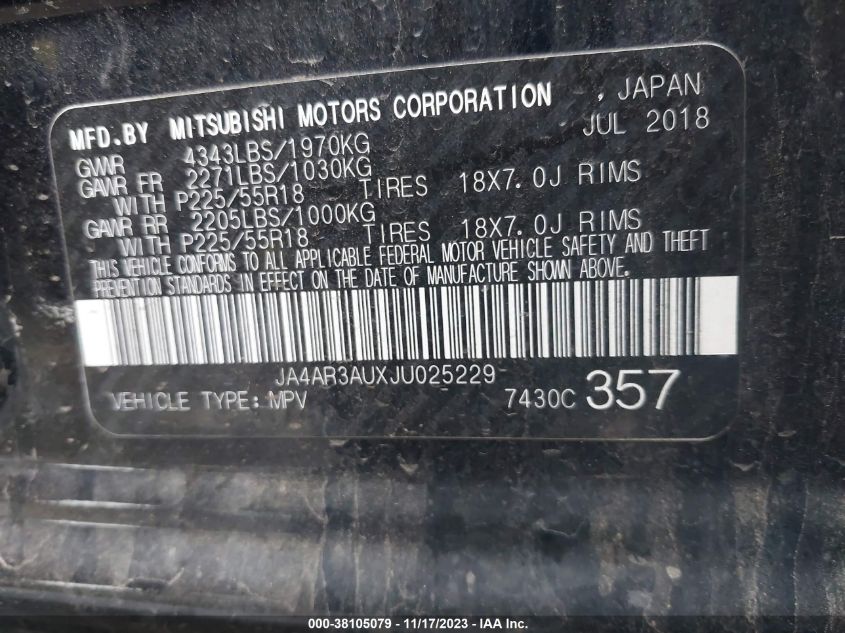 MFD.BY MITSUBISHI MOTORS CORPORATION , JAPAN
JUL 2018
GVWR 4343LBS/1970KG
GAWR FR 2271LBS/1030KG
WITH P225/55R18 TIRES 18X7.0J RIMS
GAWR RR 2205LBS/1000KG
WITH P225/55R18 TIRES 18X7.0J RIMS
THIS VEHICLE CONFORMS TO ALL APPLICABLE FEDERAL MOTOR VEHICLE SAFETY AND THEFT
PREVENTION STANDARDS IN EFFECT ON THE DATE OF MANUFACTURE SHOWN ABOVE.
JA4AR3AUXJU025229
VEHICLE TYPE: MPV 7430C 357
000-38105079 - 11/17/2023 - IAA Inc.